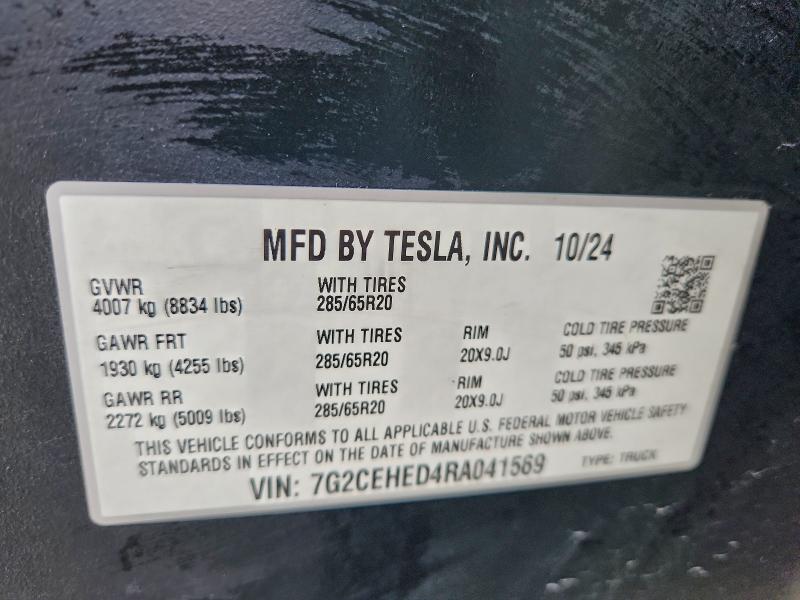 MFD BY TESLA, INC. 10/24
GVWR WITH TIRES
4007 kg (8834 lbs) 285/65R20
GAWR FRT WITH TIRES RIM COLD TIRE PRESSURE
1930 kg (4255 lbs) 285/65R20 20X9.0J 50 psi, 345 kPa
GAWR RR WITH TIRES RIM COLD TIRE PRESSURE
2272 kg (5009 lbs) 285/65R20 20X9.0J 50 psi, 345 kPa
THIS VEHICLE CONFORMS TO ALL APPLICABLE U.S. FEDERAL MOTOR VEHICLE SAFETY
STANDARDS IN EFFECT ON THE DATE OF MANUFACTURE SHOWN ABOVE.
VIN: 7G2CEHED4RA041569 TYPE: TRUCK